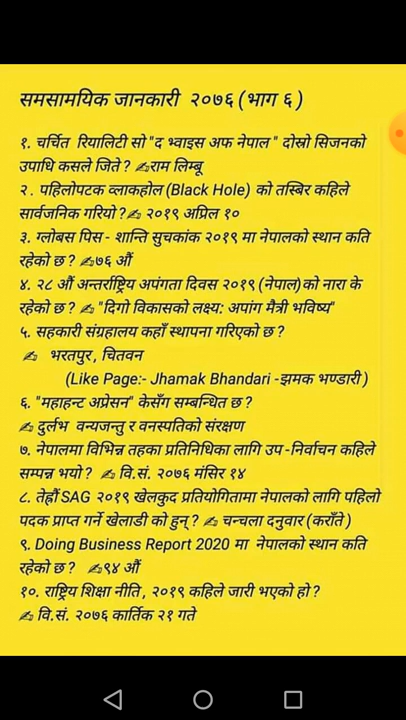 समसामयिक जानकारी २०७६ (भाग ६)
१. चर्चित रियालिटी सो "द भ्वाइस अफ नेपाल" दोस्रो सिजनको
उपाधि कसले जिते? ✍राम लिम्बू
२. पहिलोपटक व्लाकहोल (Black Hole) को तस्बिर कहिले
सार्वजनिक गरियो?✍ २०१९ अप्रिल १०
३. ग्लोबस पिस - शान्ति सुचकांक २०१९ मा नेपालको स्थान कति
रहेको छ? ✍७६ औं
४. २८ औं अन्तर्राष्ट्रिय अपंगता दिवस २०१९ (नेपाल) को नारा के
रहेको छ? ✍ "दिगो विकासको लक्ष्य: अपांग मैत्री भविष्य"
५. सहकारी संग्रहालय कहाँ स्थापना गरिएको छ?
✍ भरतपुर, चितवन
(Like Page:- Jhamak Bhandari -झमक भण्डारी)
६. "महाहन्ट अप्रेसन" केसँग सम्बन्धित छ?
✍ दुर्लभ वन्यजन्तु र वनस्पतिको संरक्षण
७. नेपालमा विभिन्न तहका प्रतिनिधिका लागि उप -निर्वाचन कहिले
सम्पन्न भयो? ✍ वि.सं. २०७६ मंसिर १४
८. तेह्रौं SAG २०१९ खेलकुद प्रतियोगितामा नेपालको लागि पहिलो
पदक प्राप्त गर्ने खेलाडी को हुन्? ✍ चन्चला दनुवार (कराँते)
९. Doing Business Report 2020 मा नेपालको स्थान कति
रहेको छ? ✍९४ औं
१०. राष्ट्रिय शिक्षा नीति, २०१९ कहिले जारी भएको हो?
✍ वि.सं. २०७६ कार्तिक २१ गते